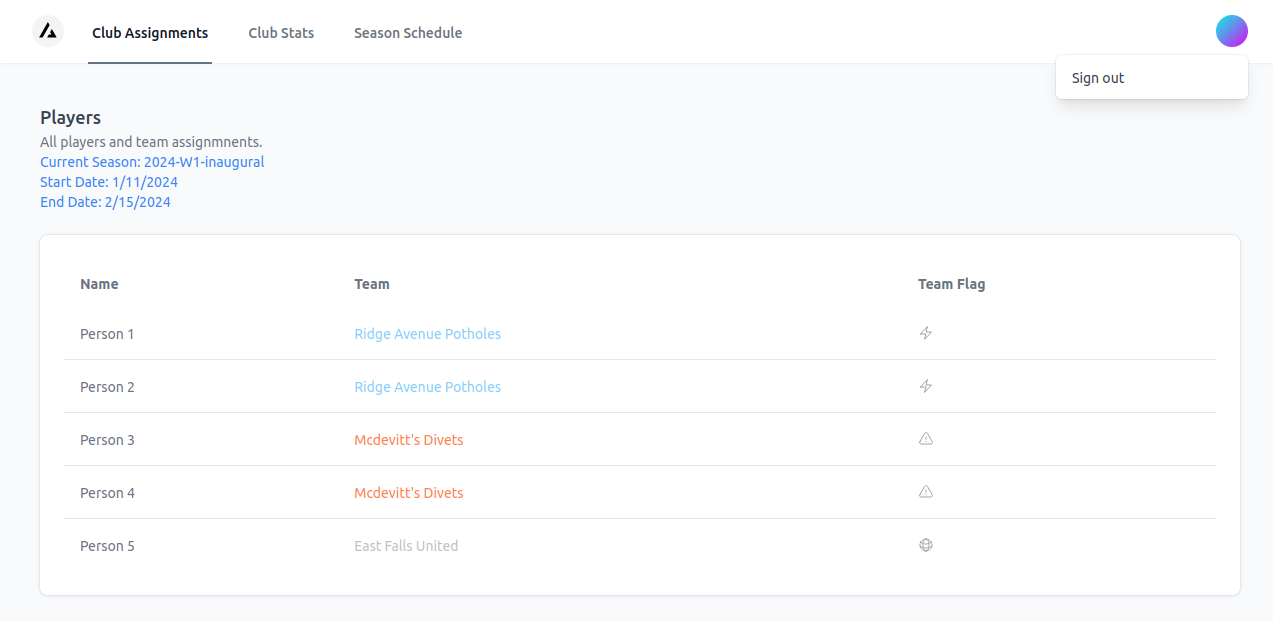 Club Assignments Club Stats Season Schedule
Sign out
Players
All players and team assignmnents.
Current Season: 2024-W1-inaugural
Start Date: 1/11/2024
End Date: 2/15/2024
Name Team Team Flag
Person 1 Ridge Avenue Potholes
Person 2 Ridge Avenue Potholes
Person 3 Mcdevitt's Divets
Person 4 Mcdevitt's Divets
Person 5 East Falls United